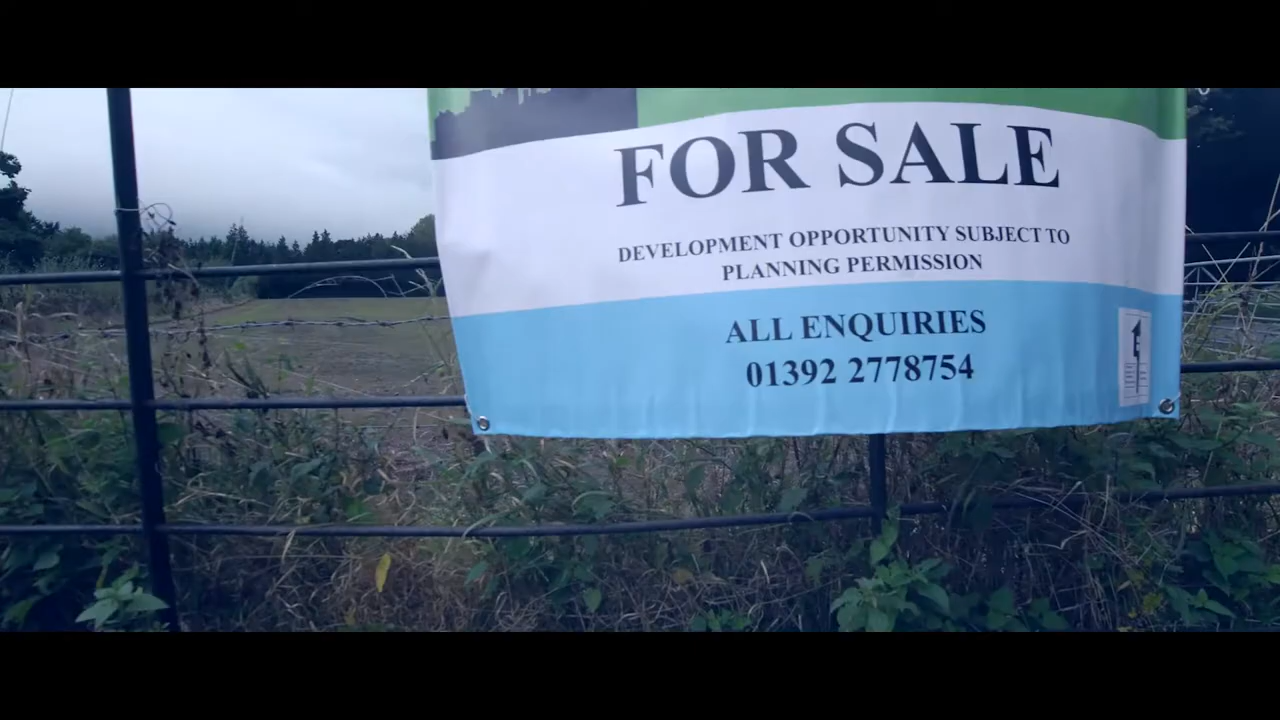 FOR SALE
DEVELOPMENT OPPORTUNITY SUBJECT TO
PLANNING PERMISSION
ALL ENQUIRIES
01392 2778754